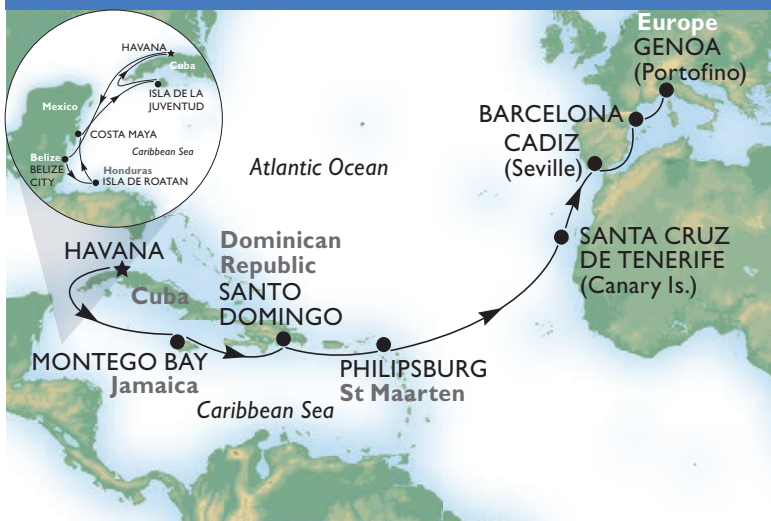 HAVANA
Cuba
ISLA DE LA
JUVENTUD
Mexico
COSTA MAYA
Caribbean Sea
Belize
BELIZE
CITY
Honduras
ISLA DE ROATAN
Europe
GENOA
(Portofino)
BARCELONA
CADIZ
(Seville)
Atlantic Ocean
SANTA CRUZ
DE TENERIFE
(Canary Is.)
HAVANA
Cuba
Dominican
Republic
SANTO
DOMINGO
MONTEGO BAY
Jamaica
PHILIPSBURG
St Maarten
Caribbean Sea